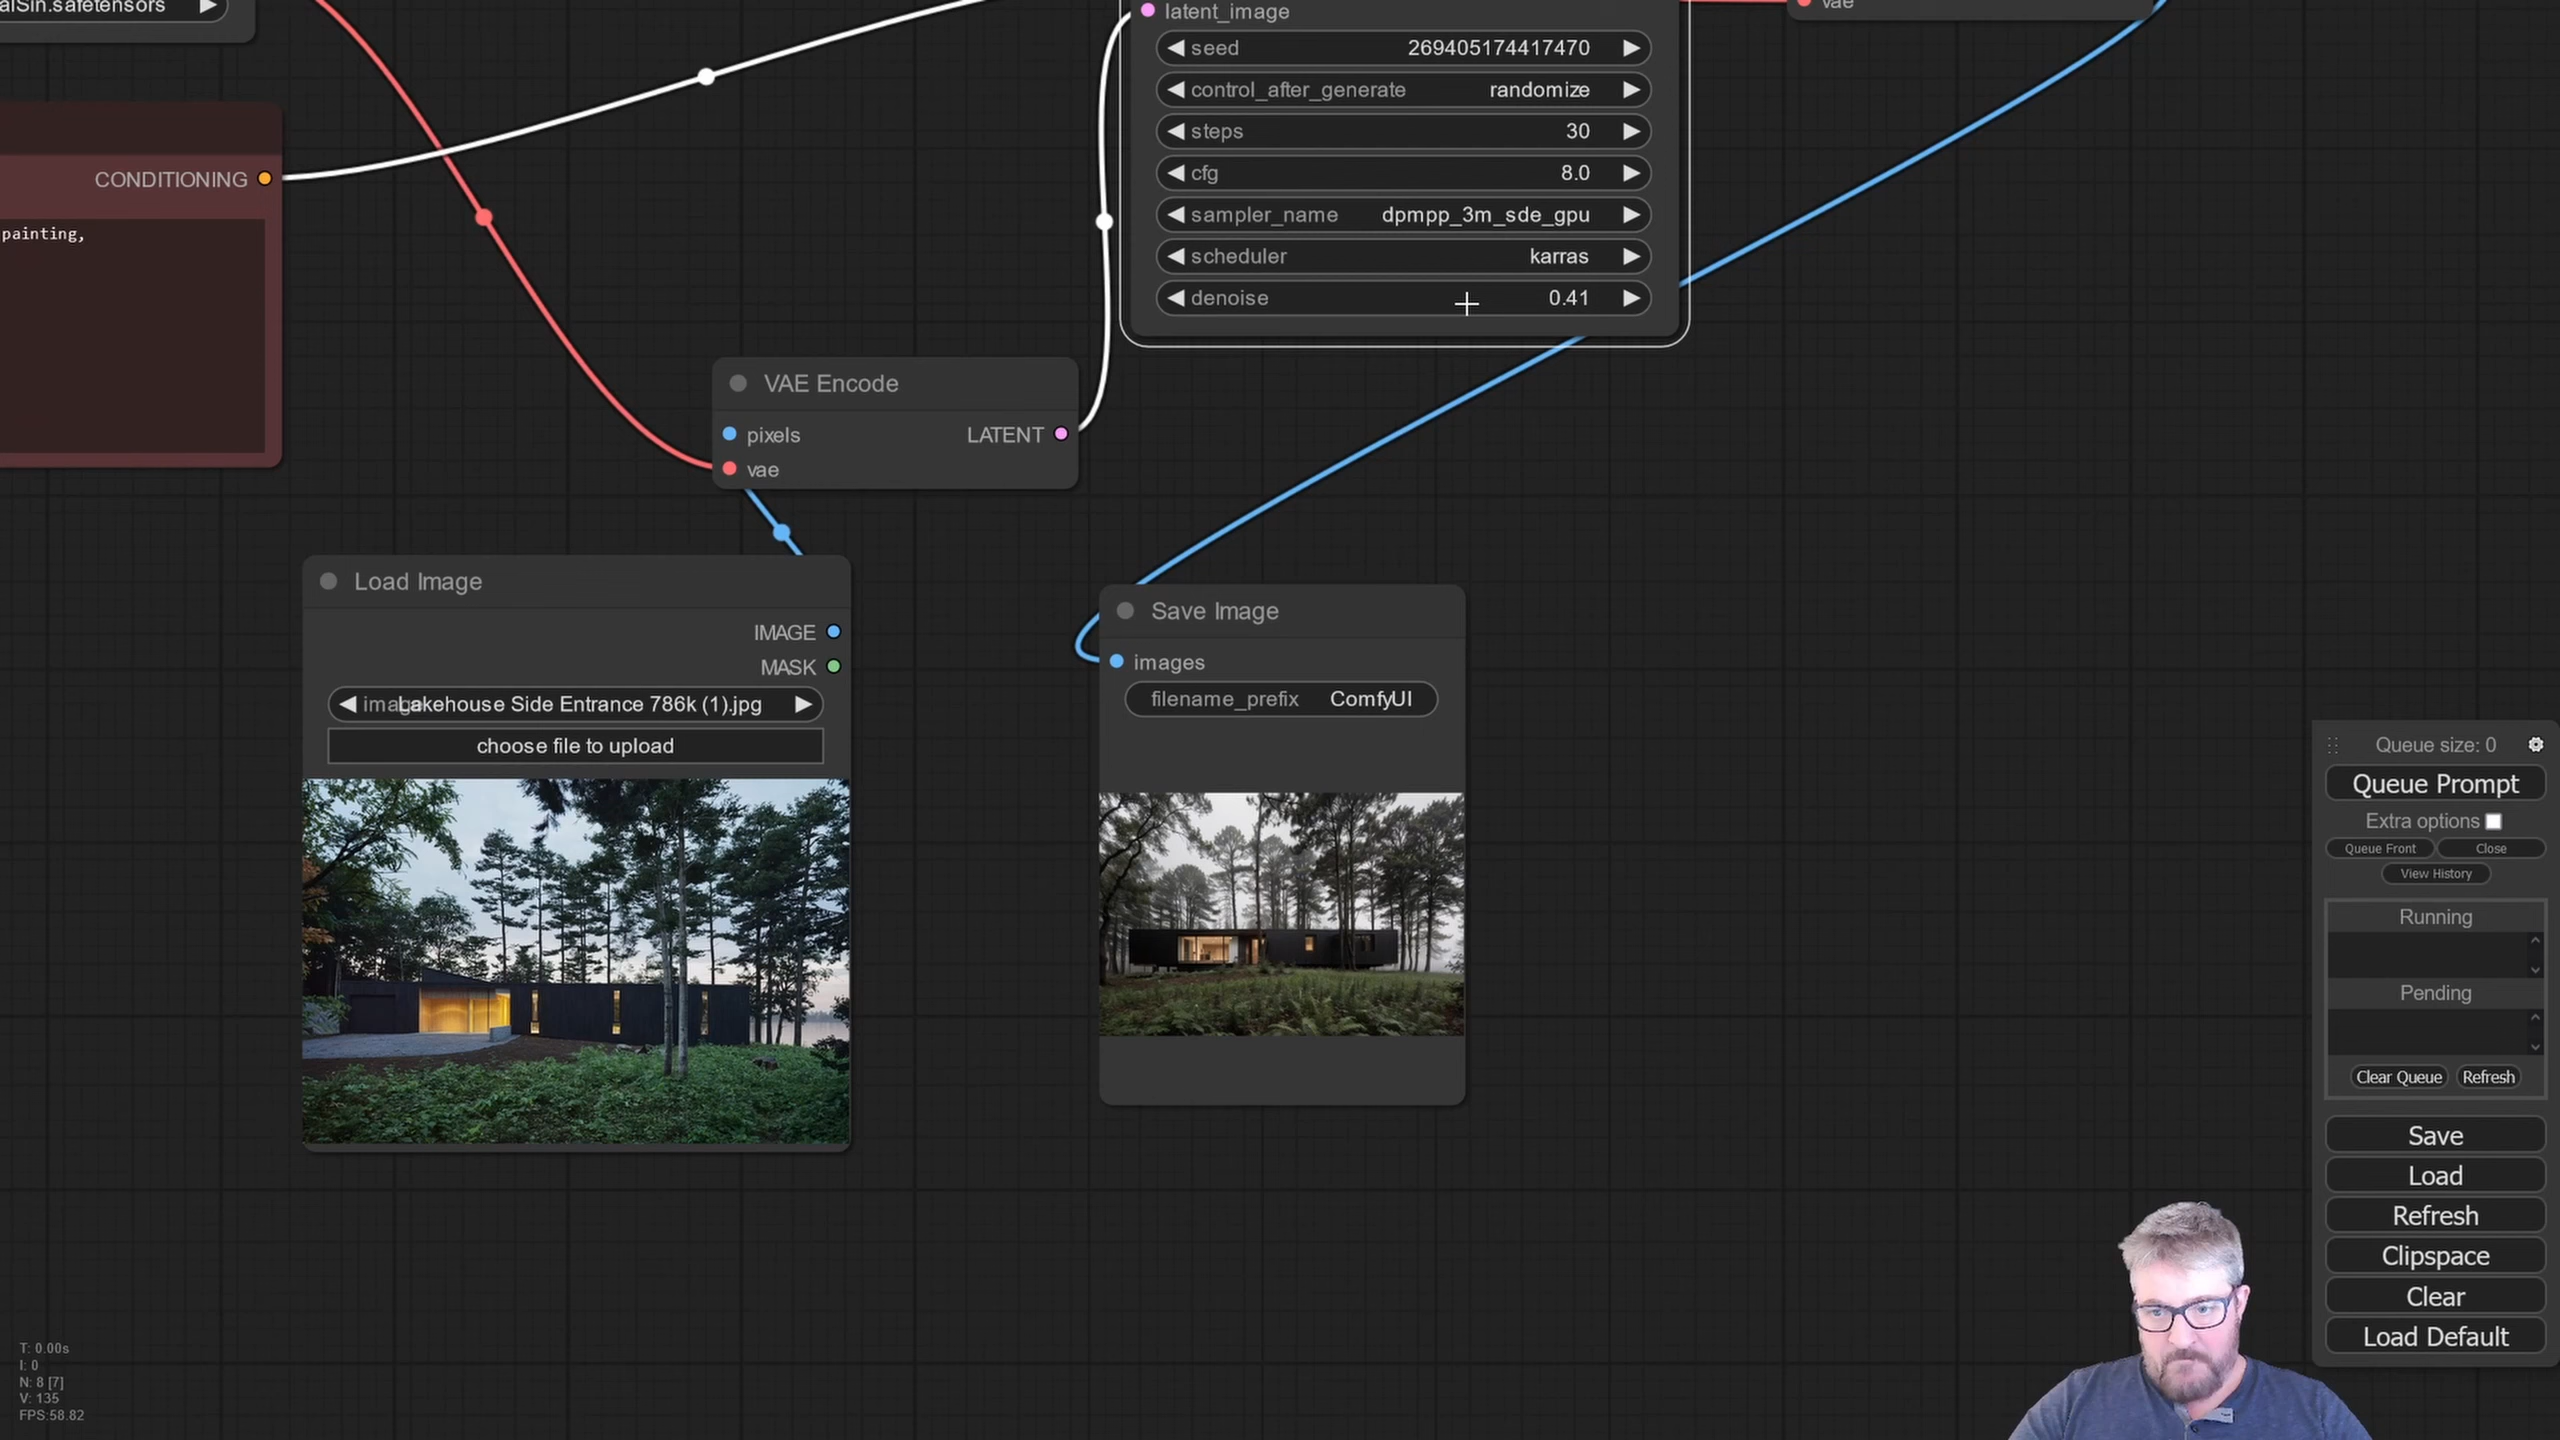 alSin.safetensors
CONDITIONING
painting,
latent_image
seed 269405174417470
control_after_generate randomize
steps 30
cfg 8.0
sampler_name dpmpp_3m_sde_gpu
scheduler karras
denoise 0.41
vae
VAE Encode
pixels LATENT
vae
Load Image
IMAGE
MASK
Lakehouse Side Entrance 786k (1).jpg
choose file to upload
Save Image
images
filename_prefix ComfyUI
Queue size: 0
Queue Prompt
Extra options
Queue Front Close
View History
Running
Pending
Clear Queue Refresh
Save
Load
Refresh
Clipspace
Clear
Load Default
T: 0.00s
I: 0
N: 8 [7]
V: 135
FPS:58.82